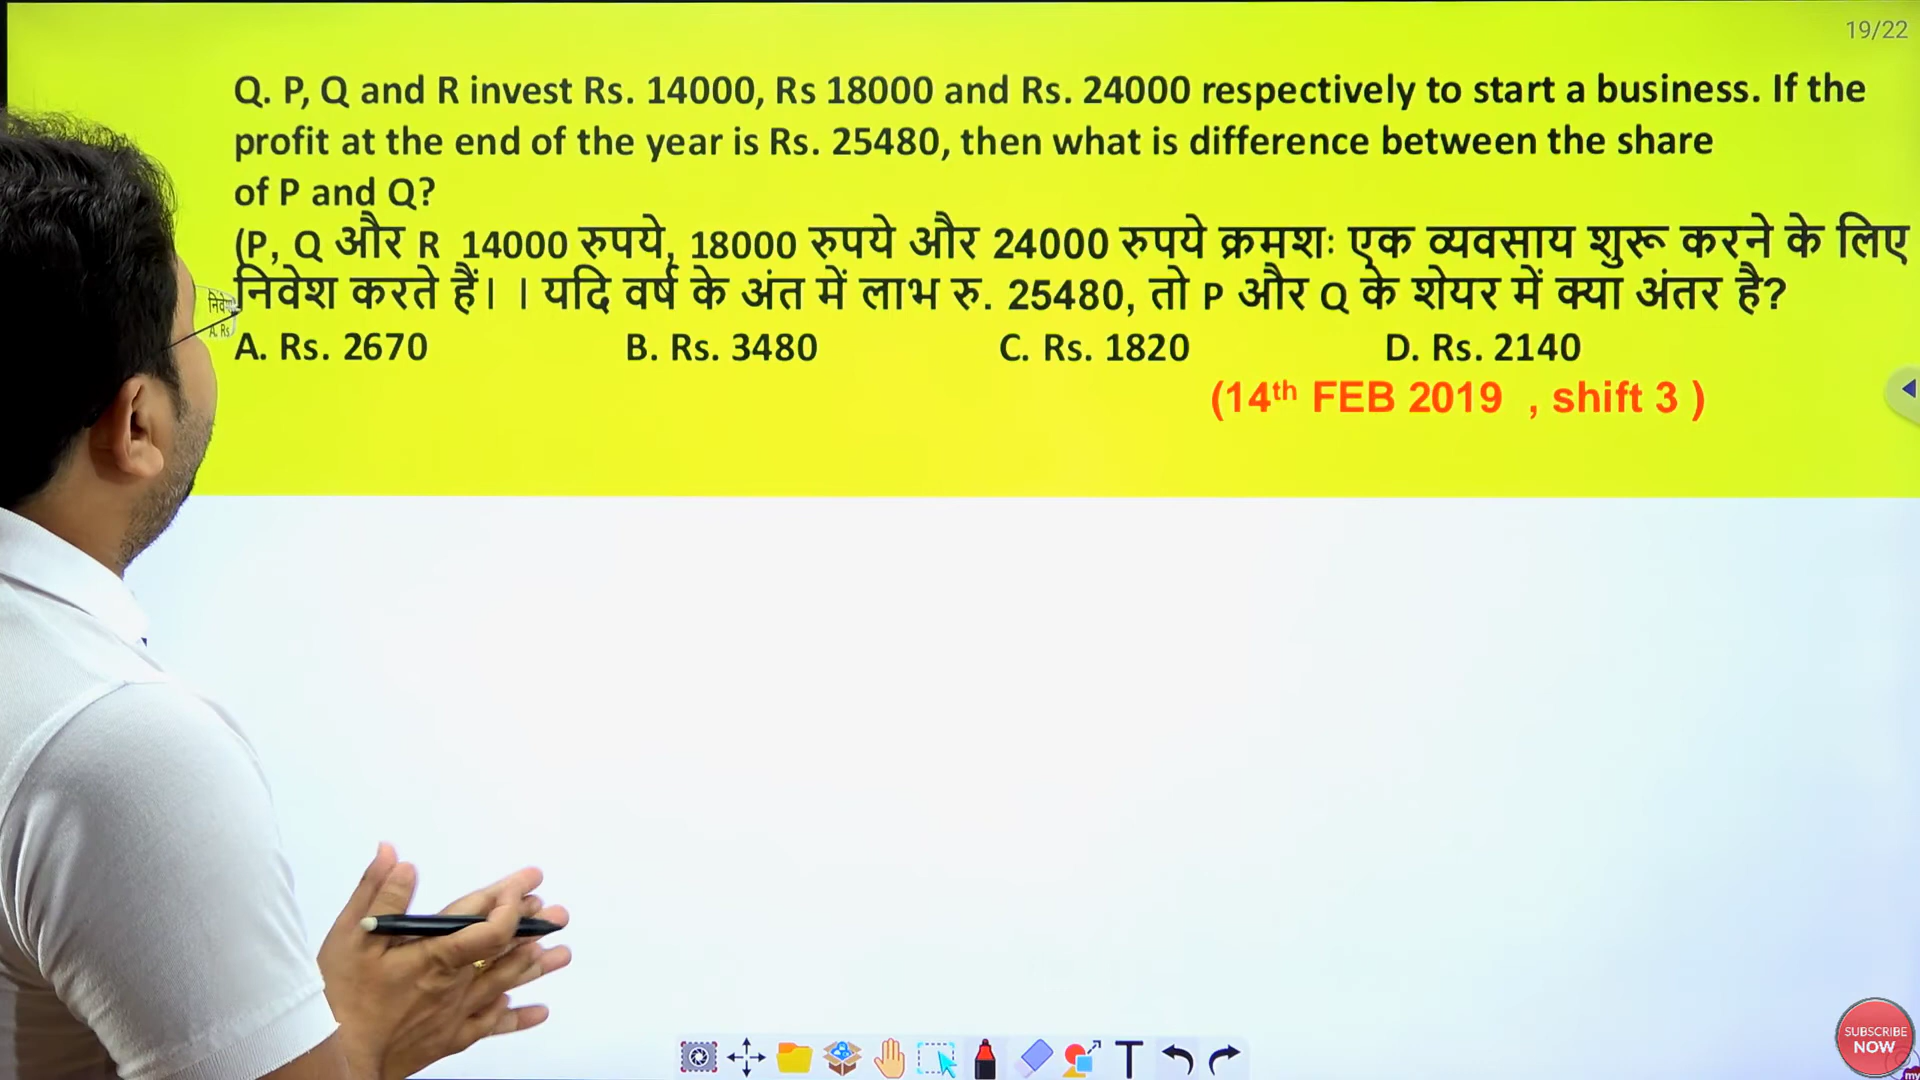 19/22
Q. P, Q and R invest Rs. 14000, Rs 18000 and Rs. 24000 respectively to start a business. If the
profit at the end of the year is Rs. 25480, then what is difference between the share
of P and Q?
(P, Q और R 14000 रुपये, 18000 रुपये और 24000 रुपये क्रमशः एक व्यवसाय शुरू करने के लिए
निवेश करते हैं। । यदि वर्ष के अंत में लाभ रु. 25480, तो P और Q के शेयर में क्या अंतर है?
A. Rs. 2670 B. Rs. 3480 C. Rs. 1820 D. Rs. 2140
(14th FEB 2019 , shift 3 )
T
SUBSCRIBE
NOW
my